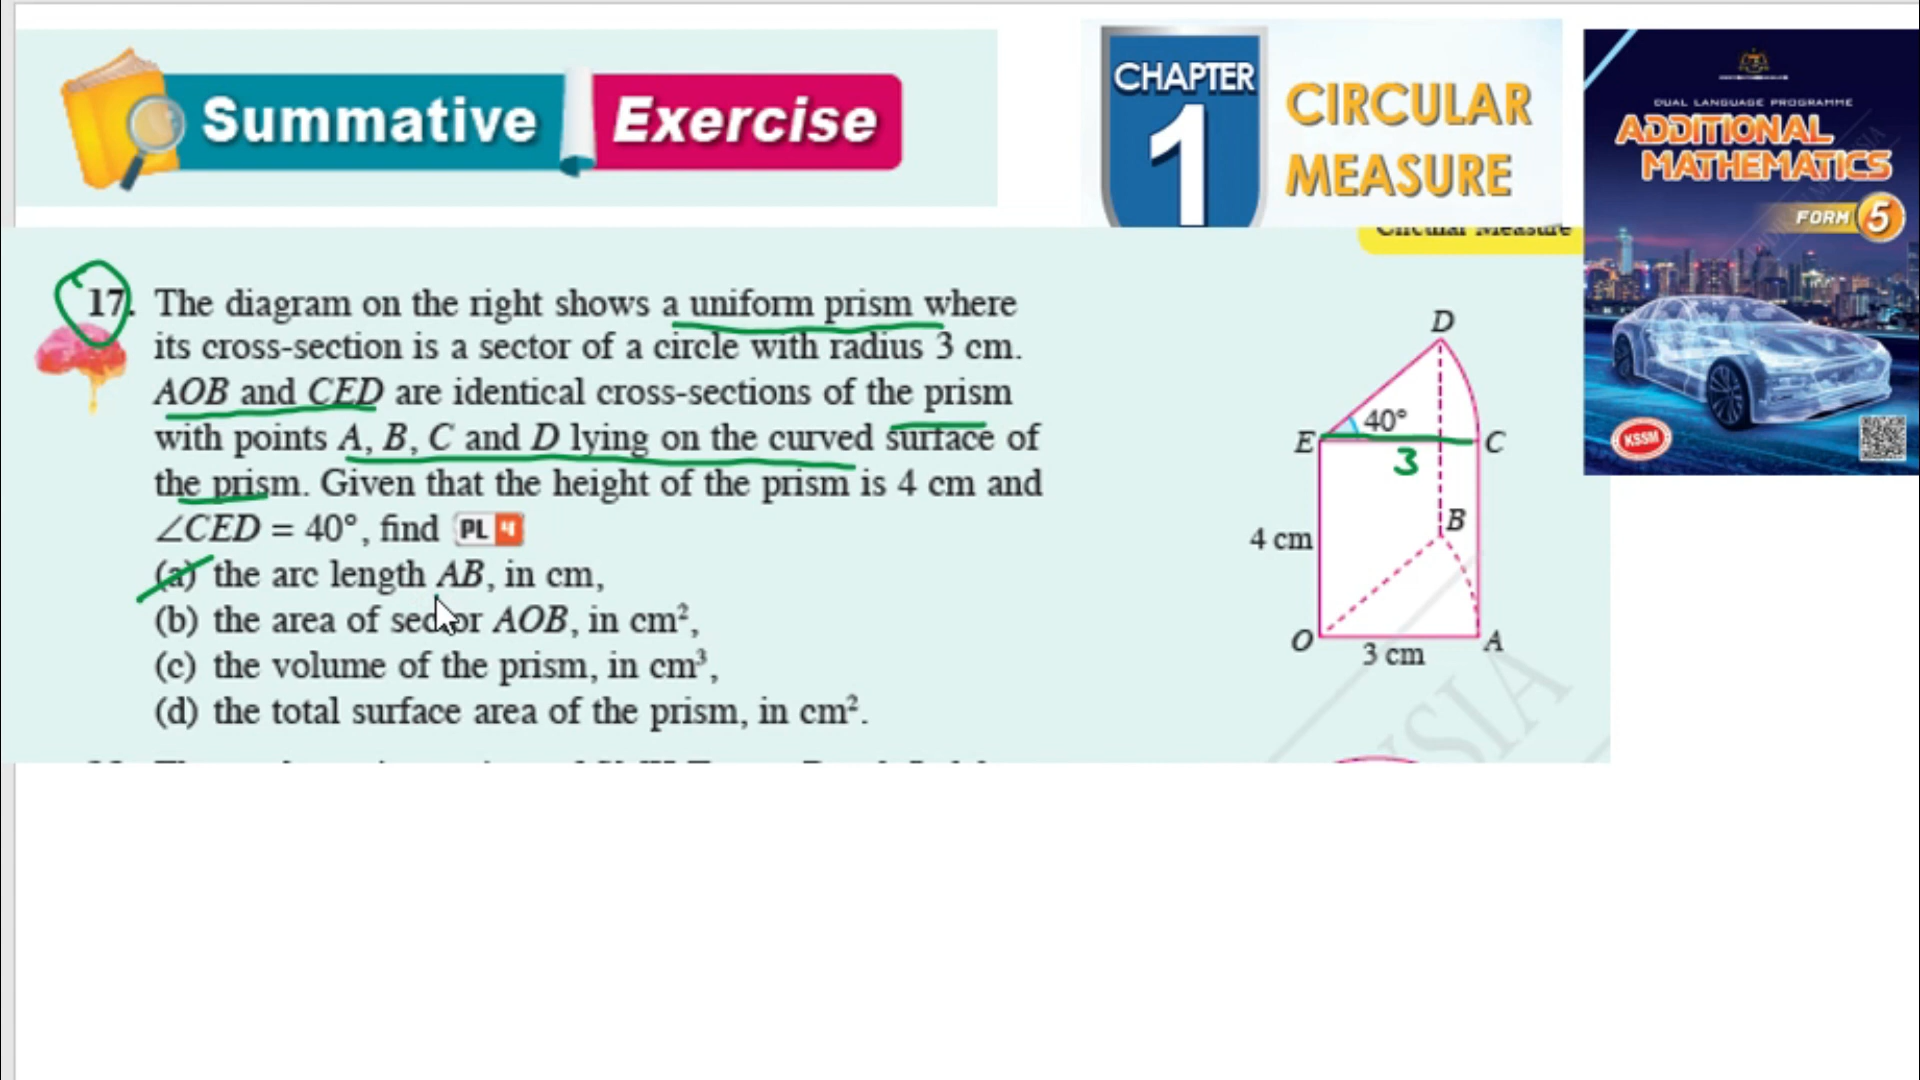 Summative Exercise
CHAPTER
1
CIRCULAR
MEASURE
DUAL LANGUAGE PROGRAMME
ADDITIONAL
MATHEMATICS
FORM 5
KSSM
Circular Measure
17. The diagram on the right shows a uniform prism where
its cross-section is a sector of a circle with radius 3 cm.
AOB and CED are identical cross-sections of the prism
with points A, B, C and D lying on the curved surface of
the prism. Given that the height of the prism is 4 cm and
∠CED = 40°, find PL 4
(a) the arc length AB, in cm,
(b) the area of sector AOB, in cm²,
(c) the volume of the prism, in cm³,
(d) the total surface area of the prism, in cm².
D
40°
E
C
3
B
4 cm
O
A
3 cm